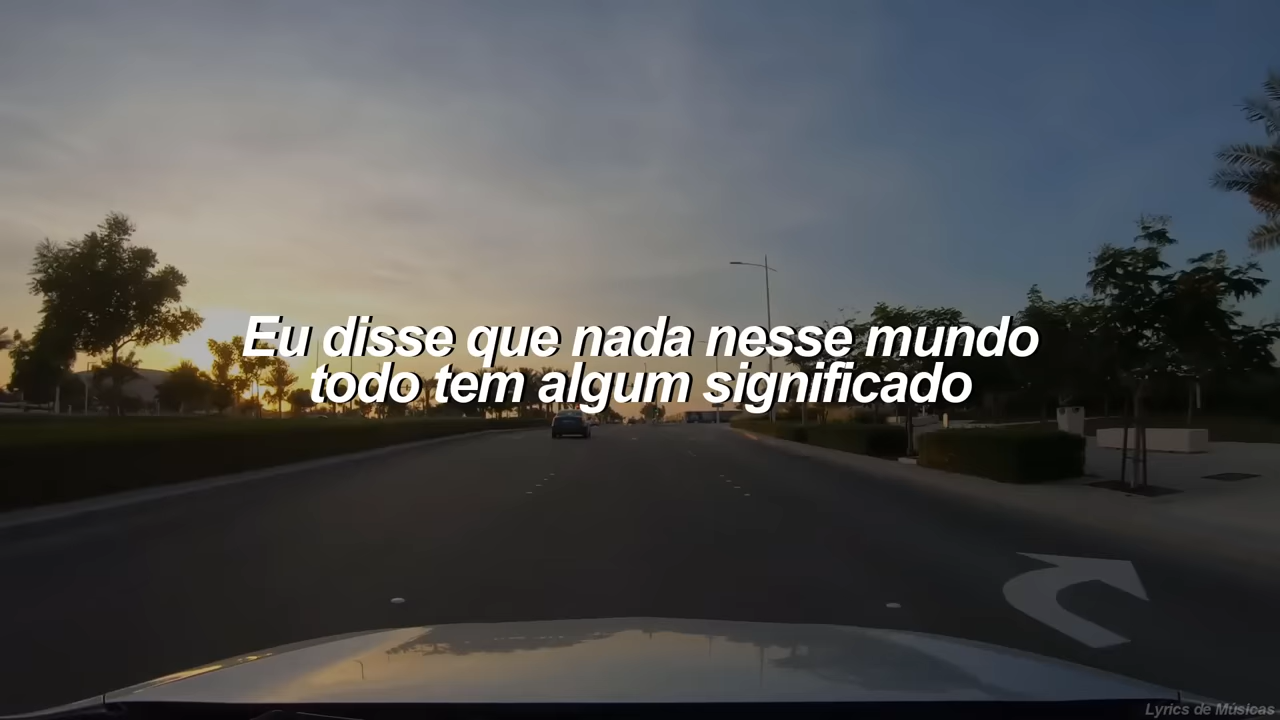 Eu disse que nada nesse mundo
todo tem algum significado
Lyrics de Músicas